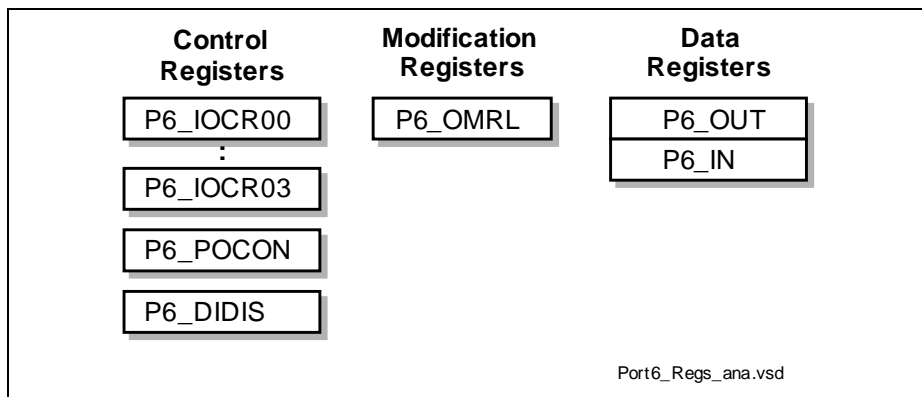 Control
Registers
Modification
Registers
Data
Registers
P6_IOCR00
:
P6_IOCR03
P6_POCON
P6_DIDIS
P6_OMRL
P6_OUT
P6_IN
Port6_Regs_ana.vsd